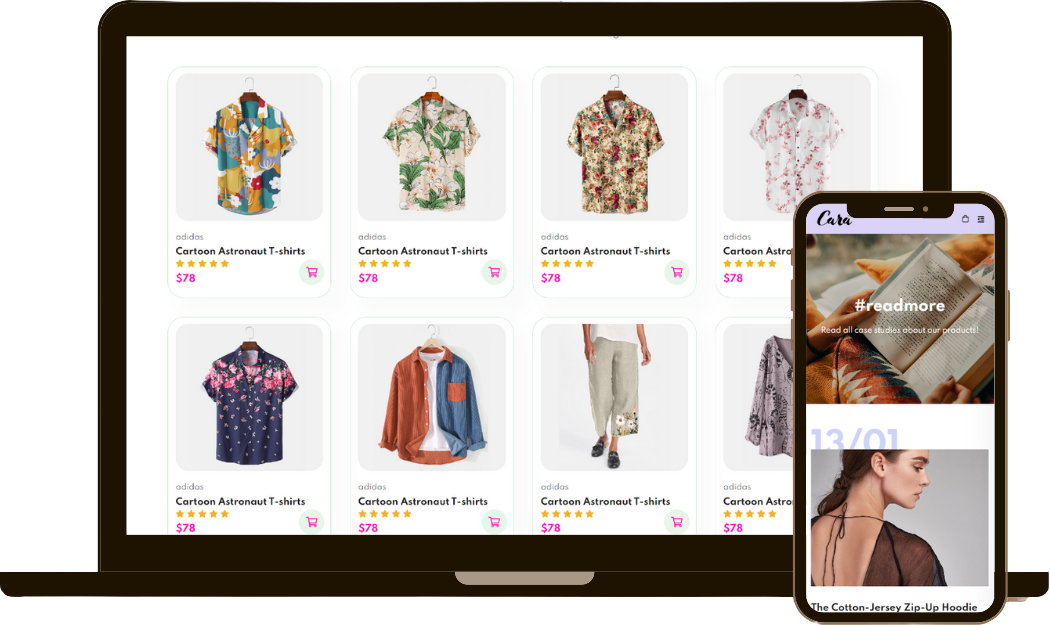 adidas
Cartoon Astronaut T-shirts
$78
adidas
Cartoon Astronaut T-shirts
$78
adidas
Cartoon Astronaut T-shirts
$78
adidas
Cartoon Astro
$78
adidas
Cartoon Astronaut T-shirts
$78
adidas
Cartoon Astronaut T-shirts
$78
adidas
Cartoon Astronaut T-shirts
$78
adidas
Cartoon Astro
$78
Cara
#readmore
Read all case studies about our products!
13/01
The Cotton-Jersey Zip-Up Hoodie